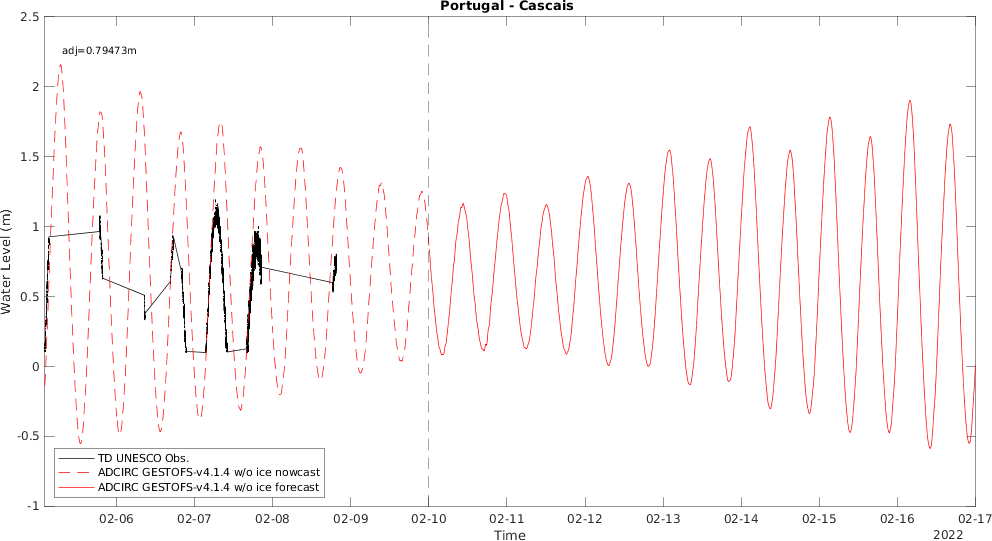 Portugal - Cascais
2.5
adj=0.79473m
2
1.5
1
0.5
0
-0.5
-1
Water Level (m)
TD UNESCO Obs.
ADCIRC GESTOFS-v4.1.4 w/o ice nowcast
ADCIRC GESTOFS-v4.1.4 w/o ice forecast
02-06 02-07 02-08 02-09 02-10 02-11 02-12 02-13 02-14 02-15 02-16 02-17
Time
2022